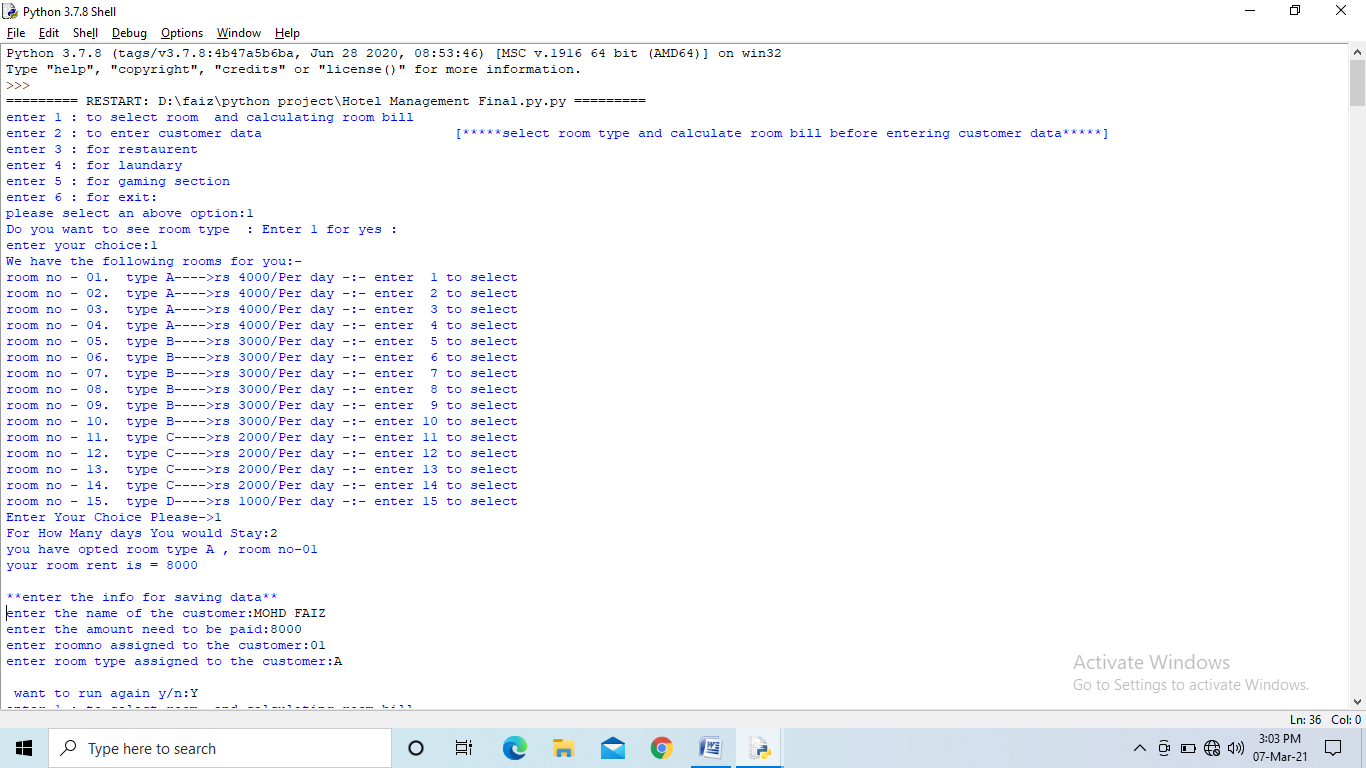 Python 3.7.8 Shell
File Edit Shell Debug Options Window Help
Python 3.7.8 (tags/v3.7.8:4b47a5b6ba, Jun 28 2020, 08:53:46) [MSC v.1916 64 bit (AMD64)] on win32
Type "help", "copyright", "credits" or "license()" for more information.
>>>
========= RESTART: D:\faiz\python project\Hotel Management Final.py.py =========
enter 1 : to select room  and calculating room bill
enter 2 : to enter customer data                        [*****select room type and calculate room bill before entering customer data*****]
enter 3 : for restaurent
enter 4 : for laundary
enter 5 : for gaming section
enter 6 : for exit:
please select an above option:1
Do you want to see room type  : Enter 1 for yes :
enter your choice:1
We have the following rooms for you:-
room no - 01.  type A---->rs 4000/Per day -:- enter  1 to select
room no - 02.  type A---->rs 4000/Per day -:- enter  2 to select
room no - 03.  type A---->rs 4000/Per day -:- enter  3 to select
room no - 04.  type A---->rs 4000/Per day -:- enter  4 to select
room no - 05.  type B---->rs 3000/Per day -:- enter  5 to select
room no - 06.  type B---->rs 3000/Per day -:- enter  6 to select
room no - 07.  type B---->rs 3000/Per day -:- enter  7 to select
room no - 08.  type B---->rs 3000/Per day -:- enter  8 to select
room no - 09.  type B---->rs 3000/Per day -:- enter  9 to select
room no - 10.  type B---->rs 3000/Per day -:- enter 10 to select
room no - 11.  type C---->rs 2000/Per day -:- enter 11 to select
room no - 12.  type C---->rs 2000/Per day -:- enter 12 to select
room no - 13.  type C---->rs 2000/Per day -:- enter 13 to select
room no - 14.  type C---->rs 2000/Per day -:- enter 14 to select
room no - 15.  type D---->rs 1000/Per day -:- enter 15 to select
Enter Your Choice Please->1
For How Many days You would Stay:2
you have opted room type A , room no-01
your room rent is = 8000
**enter the info for saving data**
enter the name of the customer:MOHD FAIZ
enter the amount need to be paid:8000
enter roomno assigned to the customer:01
enter room type assigned to the customer:A
 want to run again y/n:Y
Activate Windows
Go to Settings to activate Windows.
Ln: 36 Col: 0
Type here to search
3:03 PM
07-Mar-21